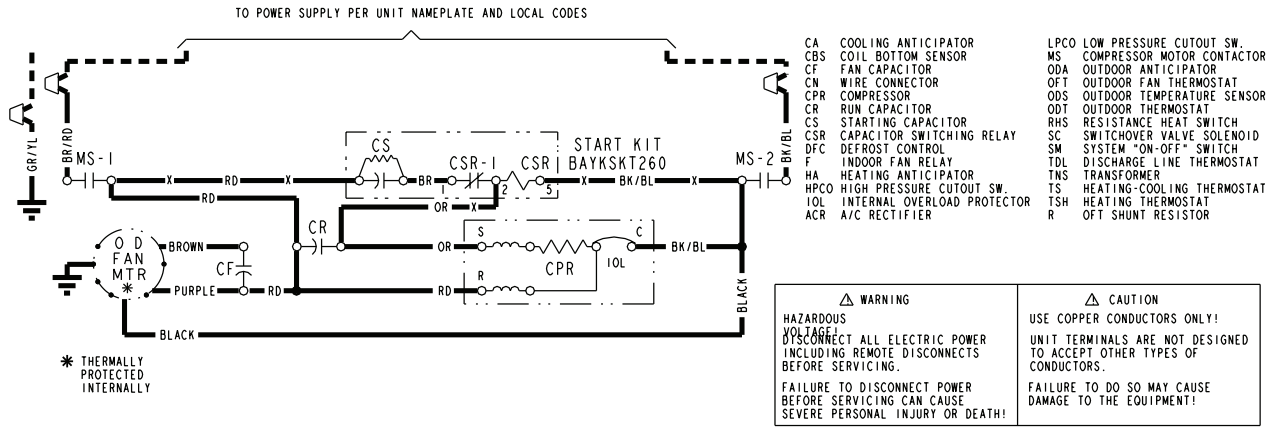 TO POWER SUPPLY PER UNIT NAMEPLATE AND LOCAL CODES
GR/YL
BR/RD
MS-1
X RD X
RD
CS
BR
CSR-1
1
2
CSR
5
START KIT
BAYKSKT260
X BK/BL X
MS-2
BK/BL
OR X
CR
OR
S
C
CPR
IOL
BK/BL
R
RD
O D
FAN
MTR
*
BROWN
CF
PURPLE
RD
BLACK
BLACK
* THERMALLY
PROTECTED
INTERNALLY
CA COOLING ANTICIPATOR
CBS COIL BOTTOM SENSOR
CF FAN CAPACITOR
CN WIRE CONNECTOR
CPR COMPRESSOR
CR RUN CAPACITOR
CS STARTING CAPACITOR
CSR CAPACITOR SWITCHING RELAY
DFC DEFROST CONTROL
F INDOOR FAN RELAY
HA HEATING ANTICIPATOR
HPCO HIGH PRESSURE CUTOUT SW.
IOL INTERNAL OVERLOAD PROTECTOR
ACR A/C RECTIFIER
LPCO LOW PRESSURE CUTOUT SW.
MS COMPRESSOR MOTOR CONTACTOR
ODA OUTDOOR ANTICIPATOR
OFT OUTDOOR FAN THERMOSTAT
ODS OUTDOOR TEMPERATURE SENSOR
ODT OUTDOOR THERMOSTAT
RHS RESISTANCE HEAT SWITCH
SC SWITCHOVER VALVE SOLENOID
SM SYSTEM "ON-OFF" SWITCH
TDL DISCHARGE LINE THERMOSTAT
TNS TRANSFORMER
TS HEATING-COOLING THERMOSTAT
TSH HEATING THERMOSTAT
R OFT SHUNT RESISTOR
⚠ WARNING
HAZARDOUS
VOLTAGE!
DISCONNECT ALL ELECTRIC POWER
INCLUDING REMOTE DISCONNECTS
BEFORE SERVICING.
FAILURE TO DISCONNECT POWER
BEFORE SERVICING CAN CAUSE
SEVERE PERSONAL INJURY OR DEATH!
⚠ CAUTION
USE COPPER CONDUCTORS ONLY!
UNIT TERMINALS ARE NOT DESIGNED
TO ACCEPT OTHER TYPES OF
CONDUCTORS.
FAILURE TO DO SO MAY CAUSE
DAMAGE TO THE EQUIPMENT!